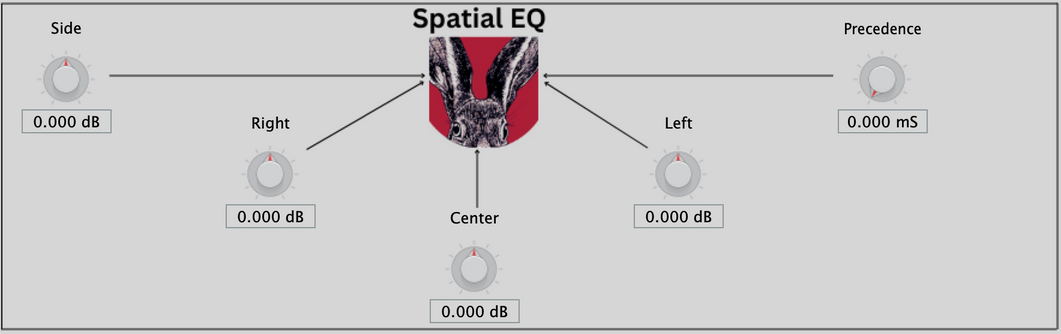 Spatial EQ
Side
0.000 dB
Precedence
0.000 mS
Right
0.000 dB
Left
0.000 dB
Center
0.000 dB